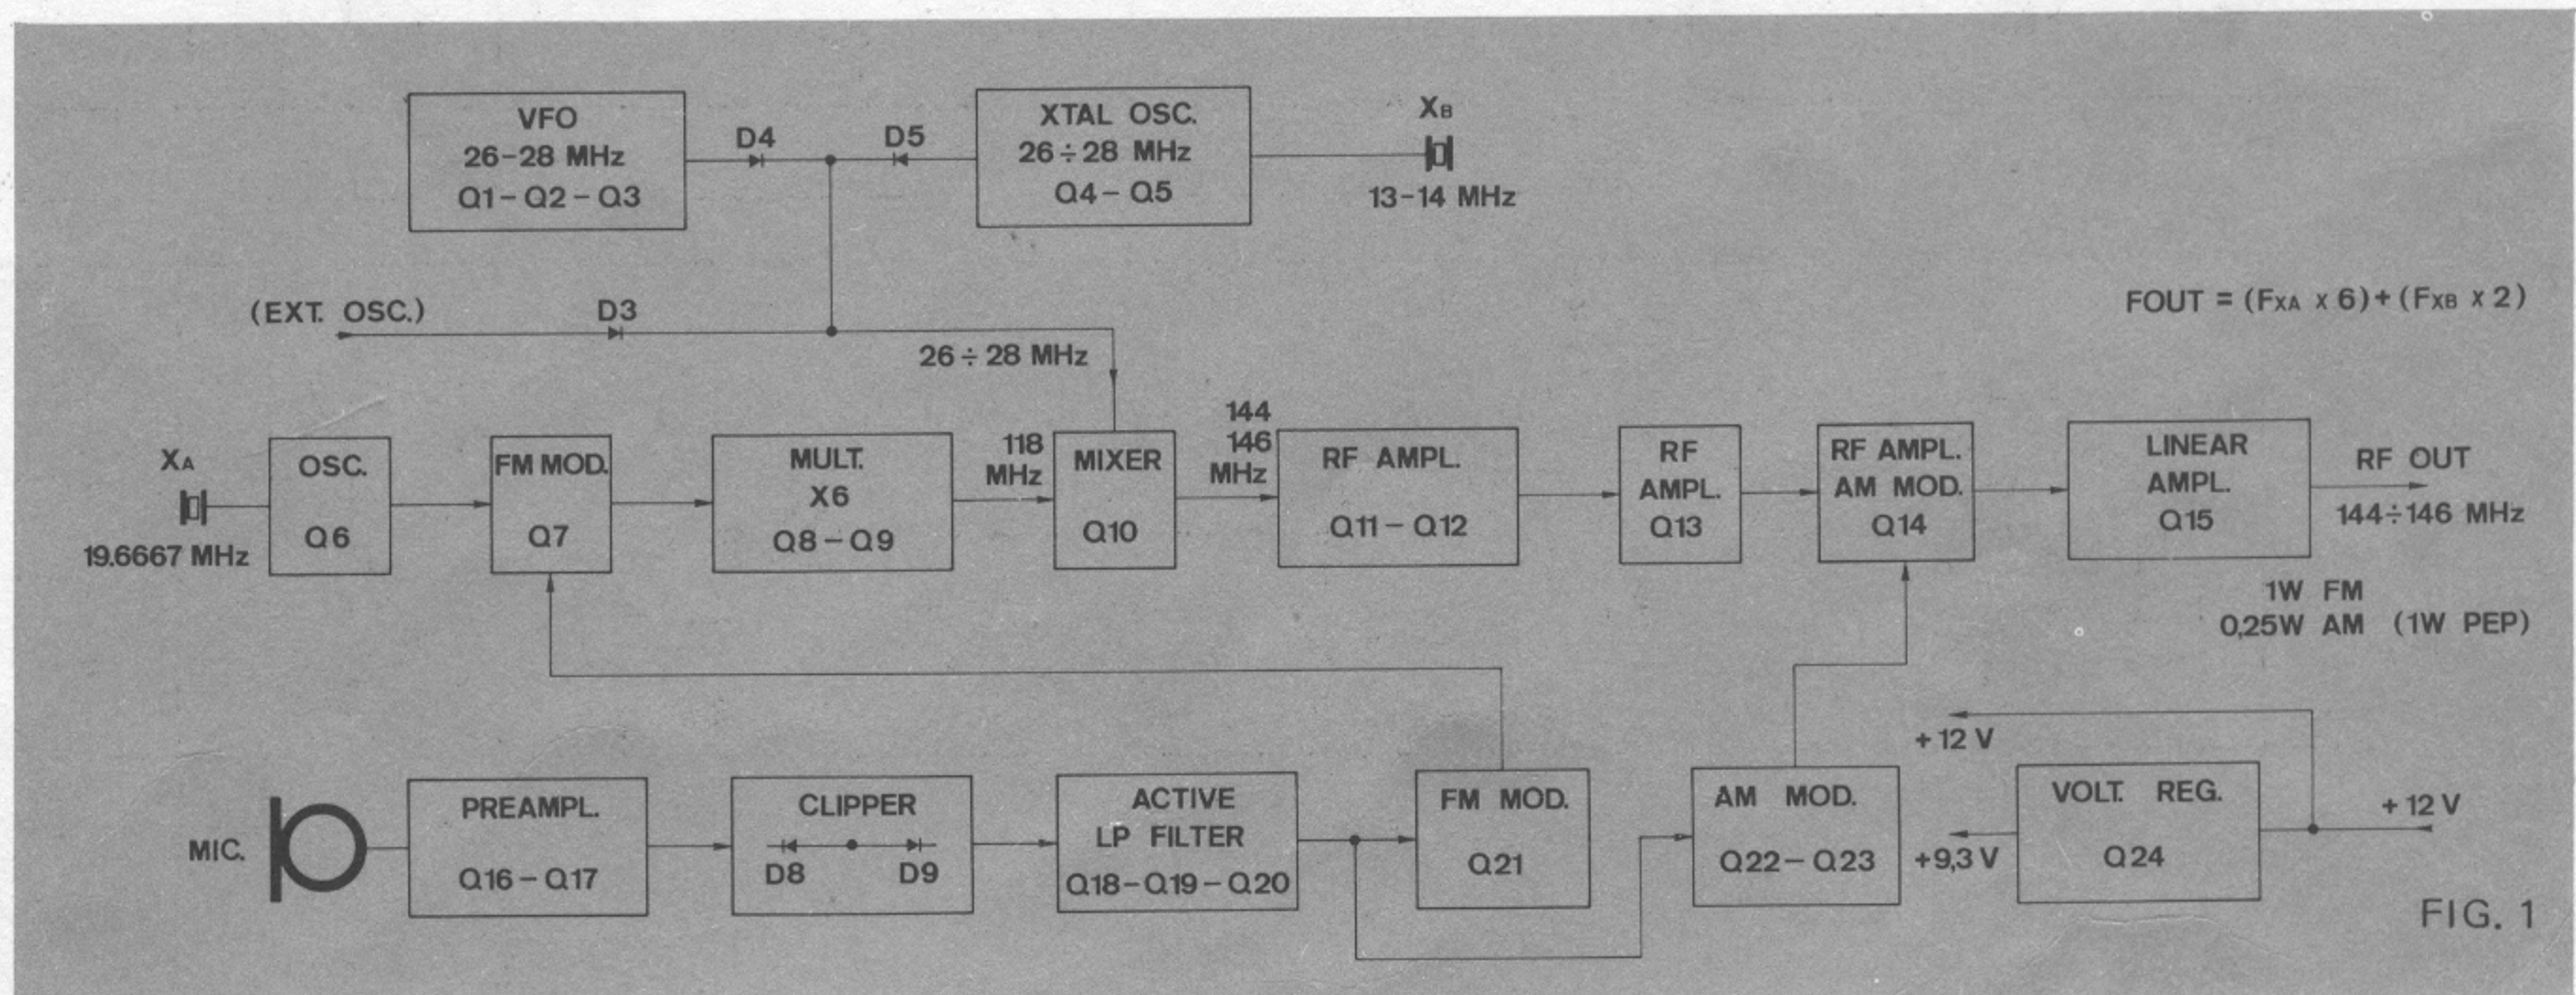 VFO
26-28 MHz
Q1-Q2-Q3
D4
D5
XTAL OSC.
26÷28 MHz
Q4-Q5
XB
13-14 MHz
(EXT. OSC.)
D3
26÷28 MHz
FOUT = (FXA x 6)+(FXB x 2)
XA
19.6667 MHz
OSC.
Q6
FM MOD.
Q7
MULT.
X6
Q8-Q9
118
MHz
MIXER
Q10
144
146
MHz
RF AMPL.
Q11-Q12
RF
AMPL.
Q13
RF AMPL.
AM MOD.
Q14
LINEAR
AMPL.
Q15
RF OUT
144÷146 MHz
1W FM
0,25W AM (1W PEP)
MIC.
PREAMPL.
Q16-Q17
CLIPPER
D8
D9
ACTIVE
LP FILTER
Q18-Q19-Q20
FM MOD.
Q21
AM MOD.
Q22-Q23
+12 V
+9,3 V
VOLT. REG.
Q24
+12 V
FIG. 1